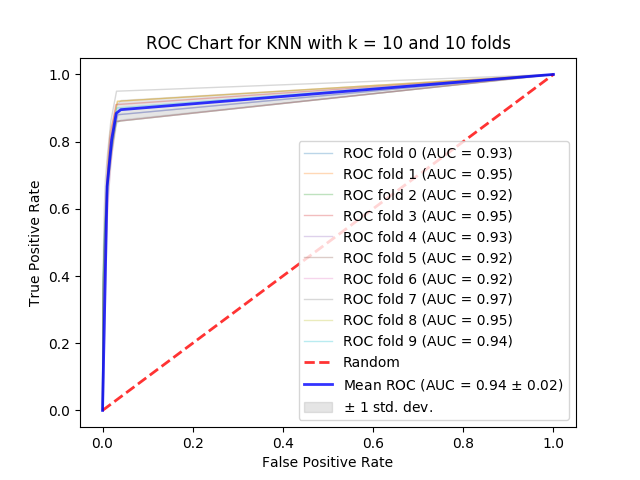 ROC Chart for KNN with k = 10 and 10 folds
True Positive Rate
1.0
0.8
0.6
0.4
0.2
0.0
ROC fold 0 (AUC = 0.93)
ROC fold 1 (AUC = 0.95)
ROC fold 2 (AUC = 0.92)
ROC fold 3 (AUC = 0.95)
ROC fold 4 (AUC = 0.93)
ROC fold 5 (AUC = 0.92)
ROC fold 6 (AUC = 0.92)
ROC fold 7 (AUC = 0.97)
ROC fold 8 (AUC = 0.95)
ROC fold 9 (AUC = 0.94)
Random
Mean ROC (AUC = 0.94 ± 0.02)
± 1 std. dev.
0.0 0.2 0.4 0.6 0.8 1.0
False Positive Rate